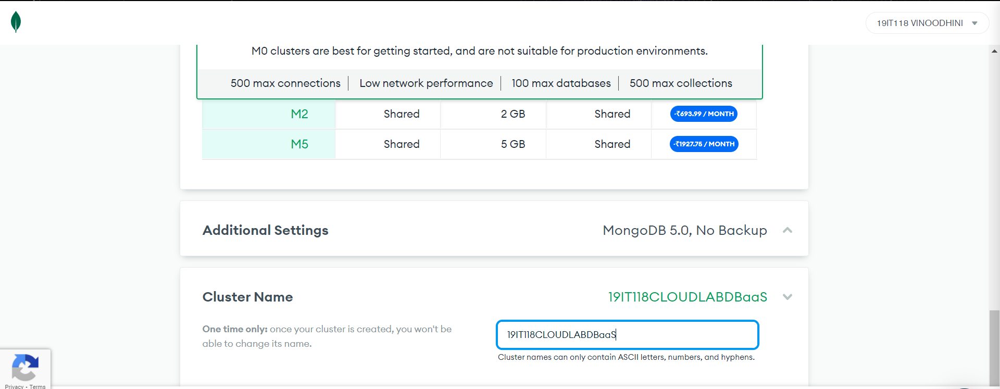 19IT118 VINOODHINI
M0 clusters are best for getting started, and are not suitable for production environments.
500 max connections Low network performance 100 max databases 500 max collections
M2 Shared 2 GB Shared -₹693.99 / MONTH
M5 Shared 5 GB Shared -₹1927.75 / MONTH
Additional Settings MongoDB 5.0, No Backup
Cluster Name 19IT118CLOUDLABDBaaS
One time only: once your cluster is created, you won't be
able to change its name.
19IT118CLOUDLABDBaaS
Cluster names can only contain ASCII letters, numbers, and hyphens.
Privacy - Terms